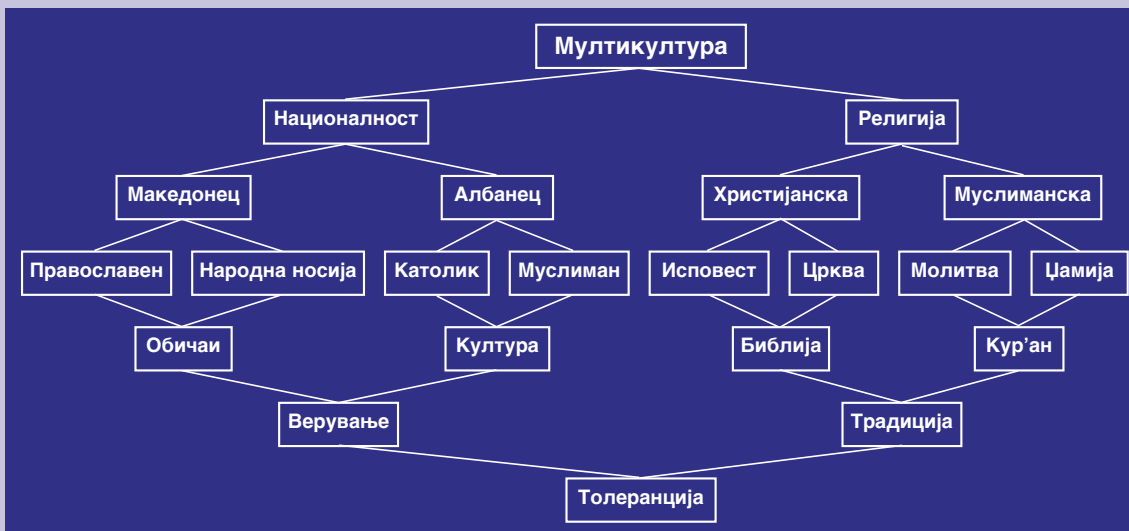 Мултикултура
Националност
Религија
Македонец
Албанец
Христијанска
Муслиманска
Православен
Народна носија
Католик
Муслиман
Исповест
Црква
Молитва
Џамија
Обичаи
Култура
Библија
Кур’ан
Верување
Традиција
Толеранција